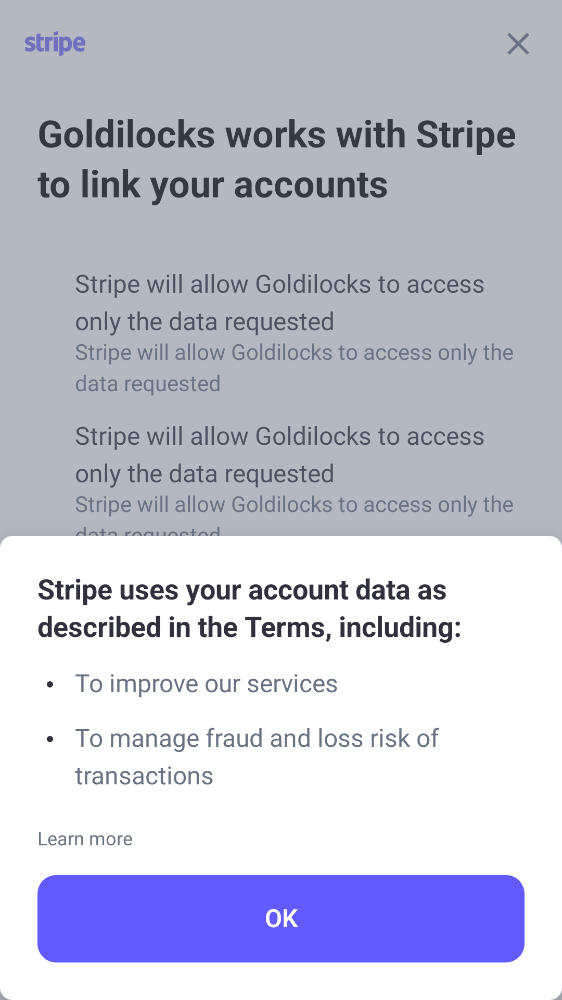 stripe
Goldilocks works with Stripe
to link your accounts
Stripe will allow Goldilocks to access
only the data requested
Stripe will allow Goldilocks to access only the
data requested
Stripe will allow Goldilocks to access
only the data requested
Stripe will allow Goldilocks to access only the
data requested
Stripe uses your account data as
described in the Terms, including:
• To improve our services
• To manage fraud and loss risk of
transactions
Learn more
OK